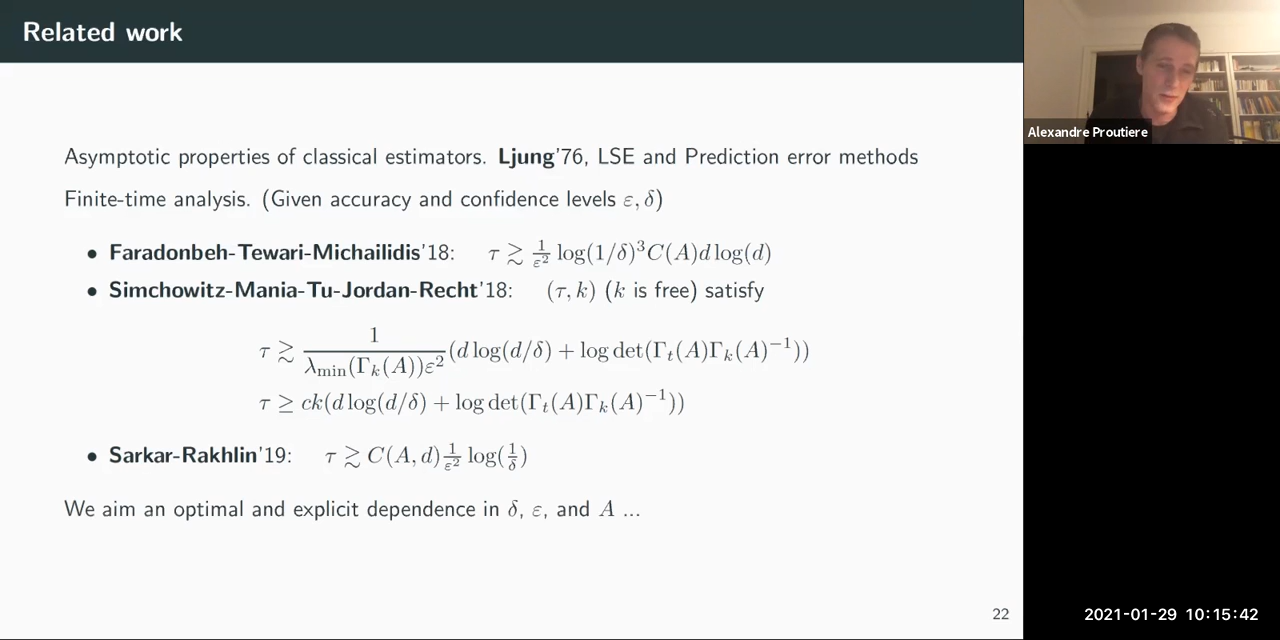 Related work
Asymptotic properties of classical estimators. Ljung'76, LSE and Prediction error methods
Finite-time analysis. (Given accuracy and confidence levels ε, δ)
• Faradonbeh-Tewari-Michailidis'18: τ ≳ 1/ε² log(1/δ)³C(A)d log(d)
• Simchowitz-Mania-Tu-Jordan-Recht'18: (τ, k) (k is free) satisfy
τ ≳ 1/(λ_min(Γ_k(A))ε²) (d log(d/δ) + log det(Γ_t(A)Γ_k(A)⁻¹))
τ ≥ ck(d log(d/δ) + log det(Γ_t(A)Γ_k(A)⁻¹))
• Sarkar-Rakhlin'19: τ ≳ C(A, d) 1/ε² log(1/δ)
We aim an optimal and explicit dependence in δ, ε, and A ...
22
Alexandre Proutiere
2021-01-29 10:15:42